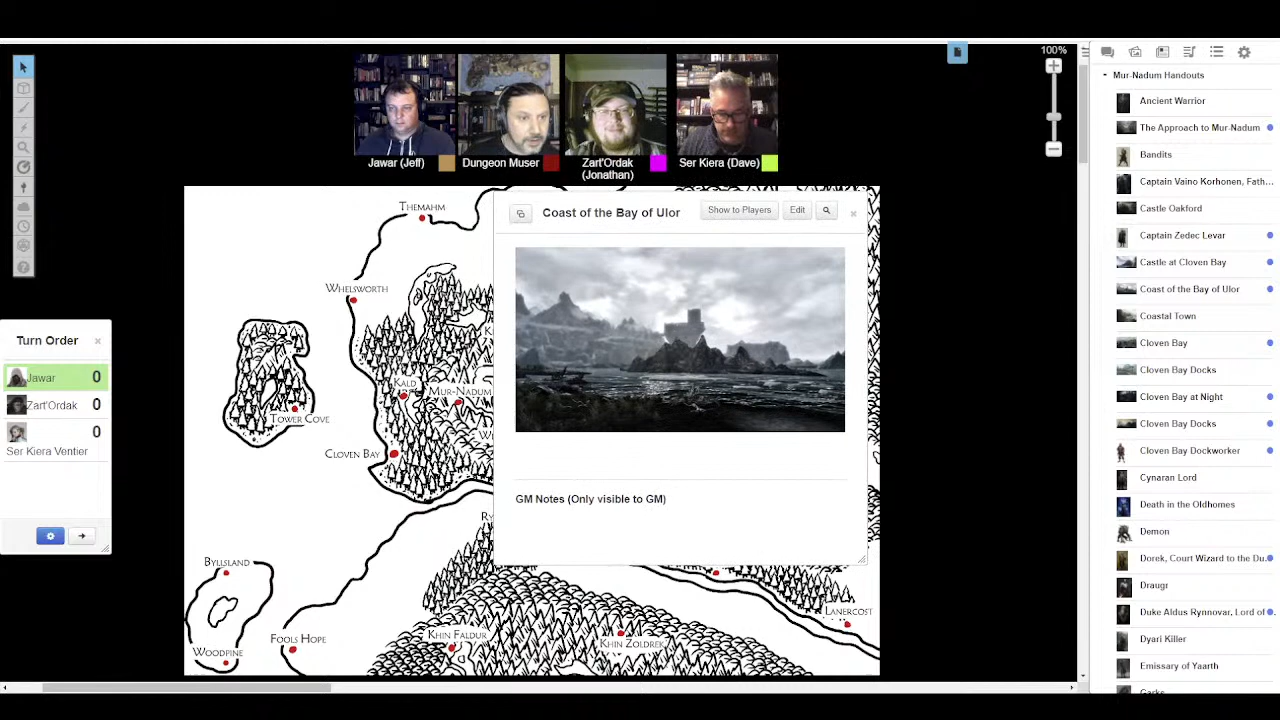 100%
Jawar (Jeff)
Dungeon Muser
Zart'Ordak
(Jonathan)
Ser Kiera (Dave)
Themahm
Whelsworth
Kald
Mur-Nadum
Tower Cove
Cloven Bay
Byllsland
Fools Hope
Woodpine
Khin Faldur
Khin Zoldrek
Lanercost
Coast of the Bay of Ulor
Show to Players
Edit
GM Notes (Only visible to GM)
Turn Order
Jawar 0
Zart'Ordak 0
0
Ser Kiera Ventier
Mur-Nadum Handouts
Ancient Warrior
The Approach to Mur-Nadum
Bandits
Captain Vaino Korhonen, Fath...
Castle Oakford
Captain Zedec Levar
Castle at Cloven Bay
Coast of the Bay of Ulor
Coastal Town
Cloven Bay
Cloven Bay Docks
Cloven Bay at Night
Cloven Bay Docks
Cloven Bay Dockworker
Cynaran Lord
Death in the Oldhomes
Demon
Dorek, Court Wizard to the Du...
Draugr
Duke Aldus Rynnovar, Lord of ...
Dyari Killer
Emissary of Yaarth
Garks